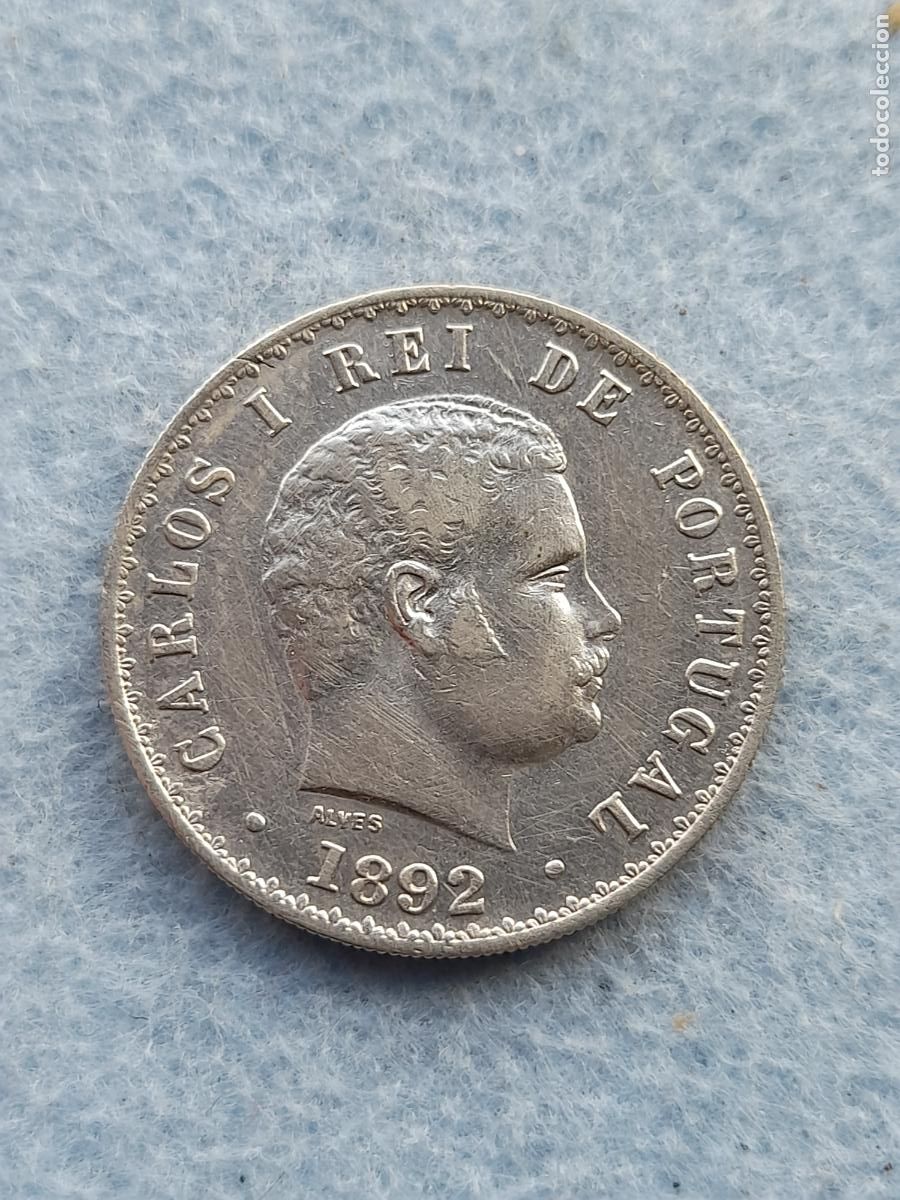 CARLOS I REI DE PORTUGAL
ALVES
1892
todocoleccion